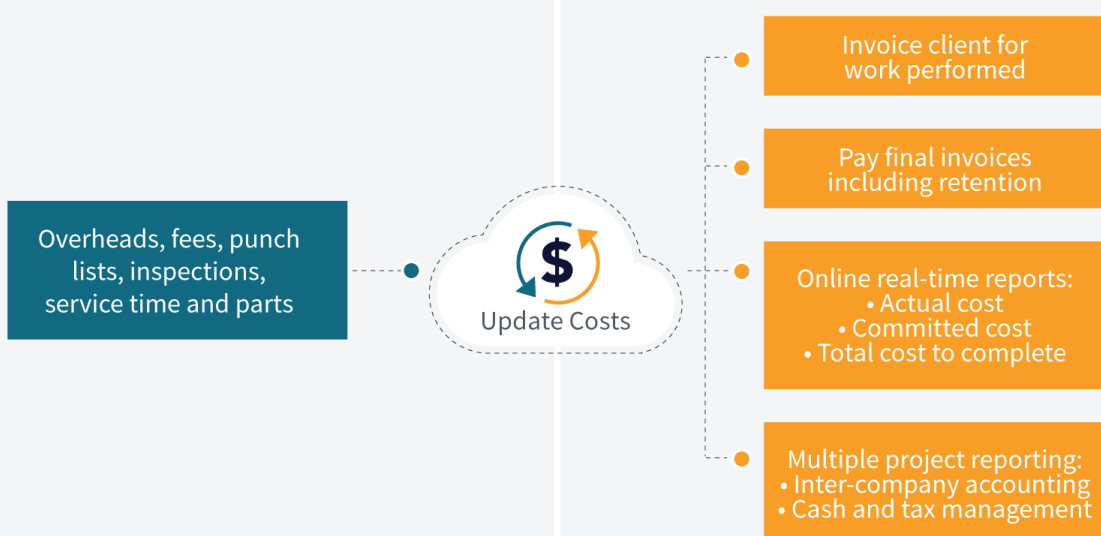 Overheads, fees, punch
lists, inspections,
service time and parts
$
Update Costs
Invoice client for
work performed
Pay final invoices
including retention
Online real-time reports:
• Actual cost
• Committed cost
• Total cost to complete
Multiple project reporting:
• Inter-company accounting
• Cash and tax management